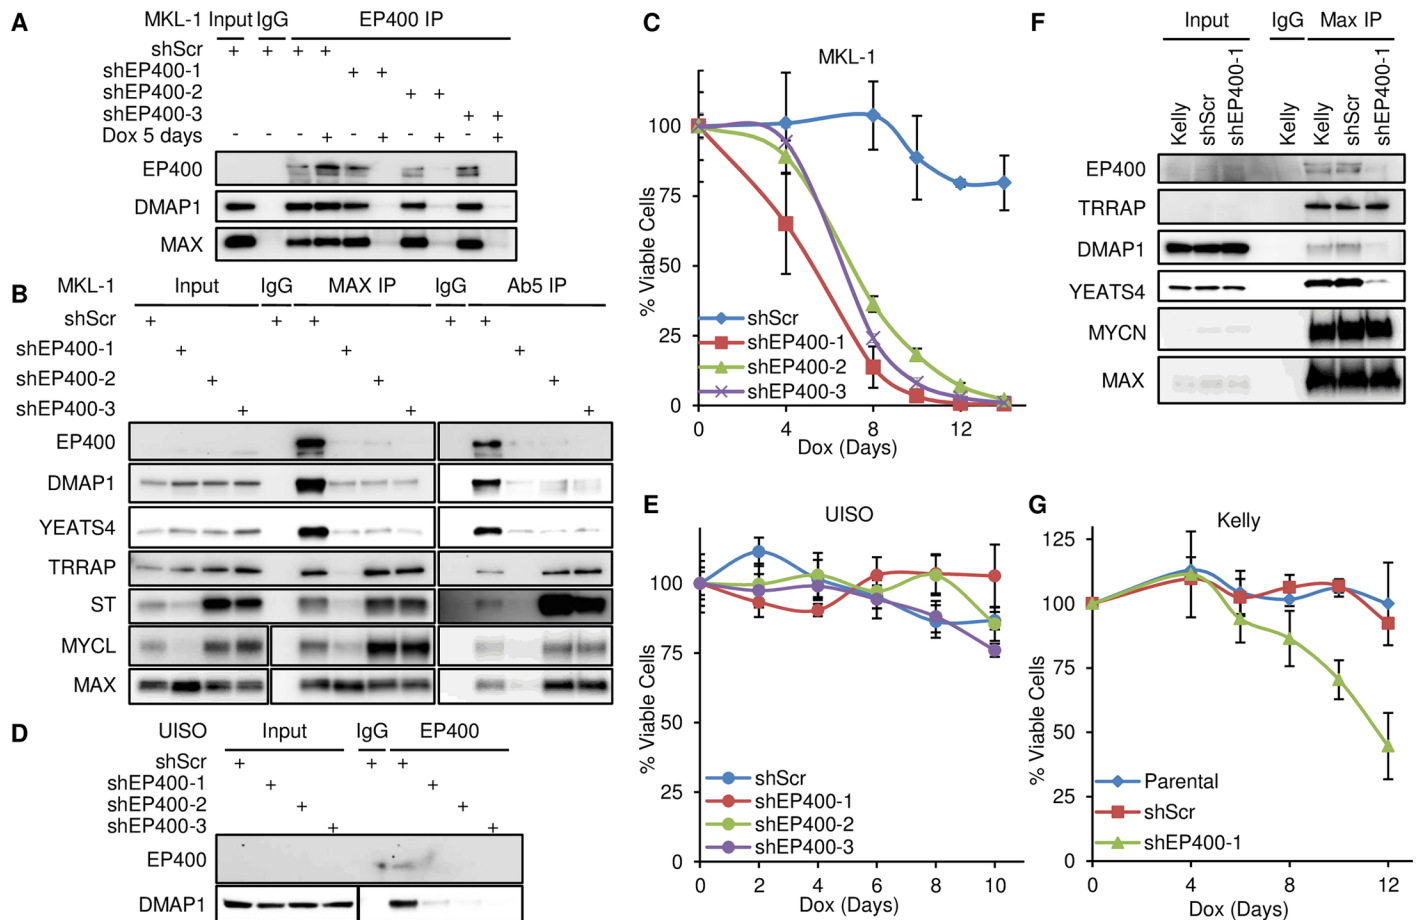 A
MKL-1 Input IgG EP400 IP
shScr + + + +
shEP400-1 + +
shEP400-2 + +
shEP400-3 + +
Dox 5 days - - - + - + - + - +
EP400
DMAP1
MAX
B
MKL-1 Input IgG MAX IP IgG Ab5 IP
shScr + + + + +
shEP400-1 + + +
shEP400-2 + + +
shEP400-3 + + +
EP400
DMAP1
YEATS4
TRRAP
ST
MYCL
MAX
D
UISO Input IgG EP400
shScr + + +
shEP400-1 + +
shEP400-2 + +
shEP400-3 + +
EP400
DMAP1
C
MKL-1
% Viable Cells
100
75
50
25
0
shScr
shEP400-1
shEP400-2
shEP400-3
0 4 8 12
Dox (Days)
E
UISO
% Viable Cells
100
75
50
25
0
shScr
shEP400-1
shEP400-2
shEP400-3
0 2 4 6 8 10
Dox (Days)
F
Input IgG Max IP
Kelly shScr shEP400-1 Kelly Kelly shScr shEP400-1
EP400
TRRAP
DMAP1
YEATS4
MYCN
MAX
G
Kelly
% Viable Cells
125
100
75
50
25
0
Parental
shScr
shEP400-1
0 4 8 12
Dox (Days)